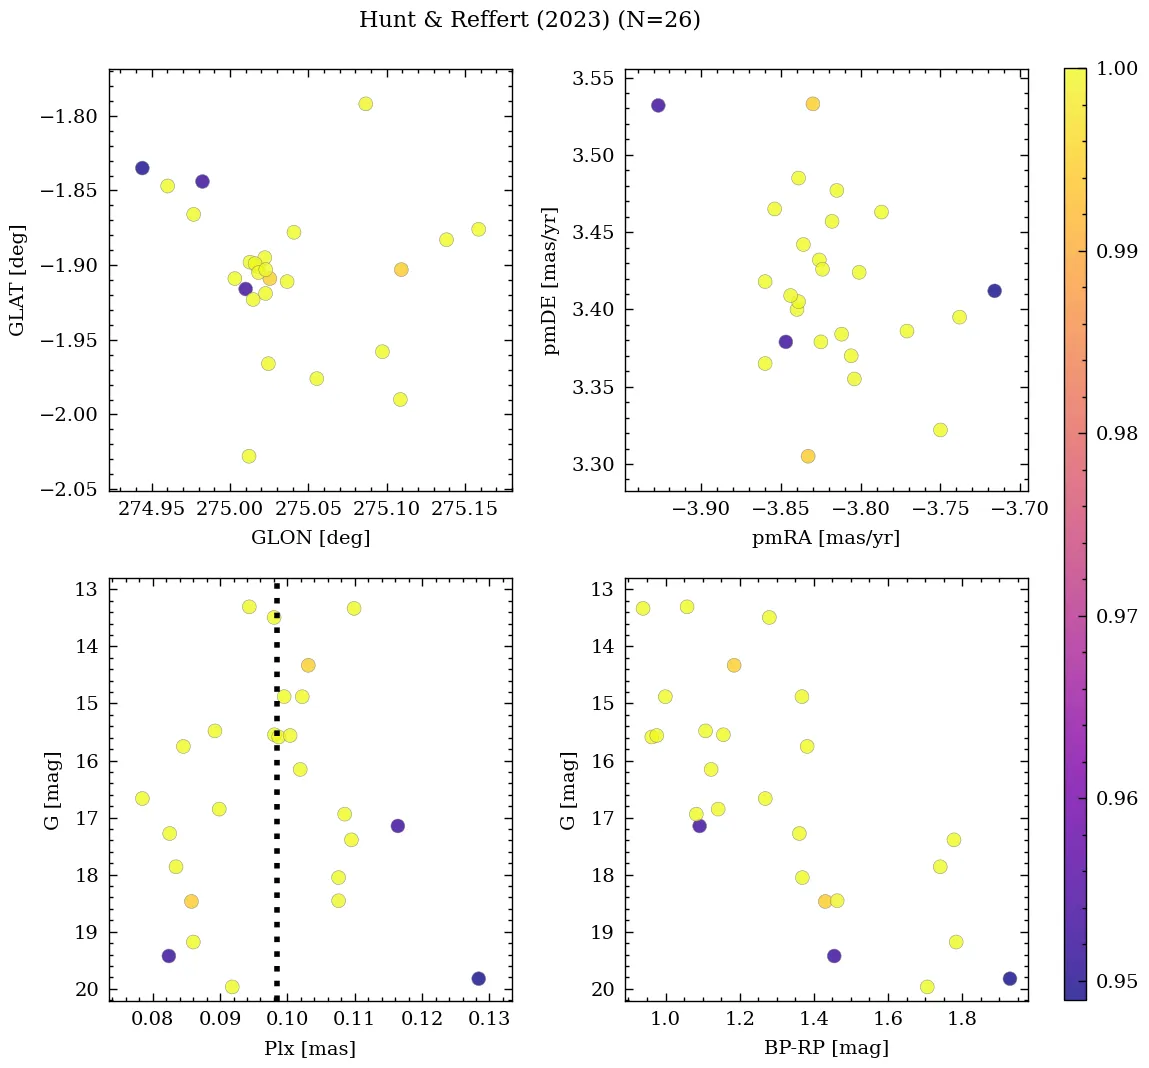 Hunt & Reffert (2023) (N=26)
−1.80
−1.85
−1.90
−1.95
−2.00
−2.05
GLAT [deg]
274.95 275.00 275.05 275.10 275.15
GLON [deg]
3.55
3.50
3.45
3.40
3.35
3.30
pmDE [mas/yr]
−3.90 −3.85 −3.80 −3.75 −3.70
pmRA [mas/yr]
1.00
0.99
0.98
0.97
0.96
0.95
13
14
15
16
17
18
19
20
G [mag]
0.08 0.09 0.10 0.11 0.12 0.13
Plx [mas]
13
14
15
16
17
18
19
20
G [mag]
1.0 1.2 1.4 1.6 1.8
BP-RP [mag]